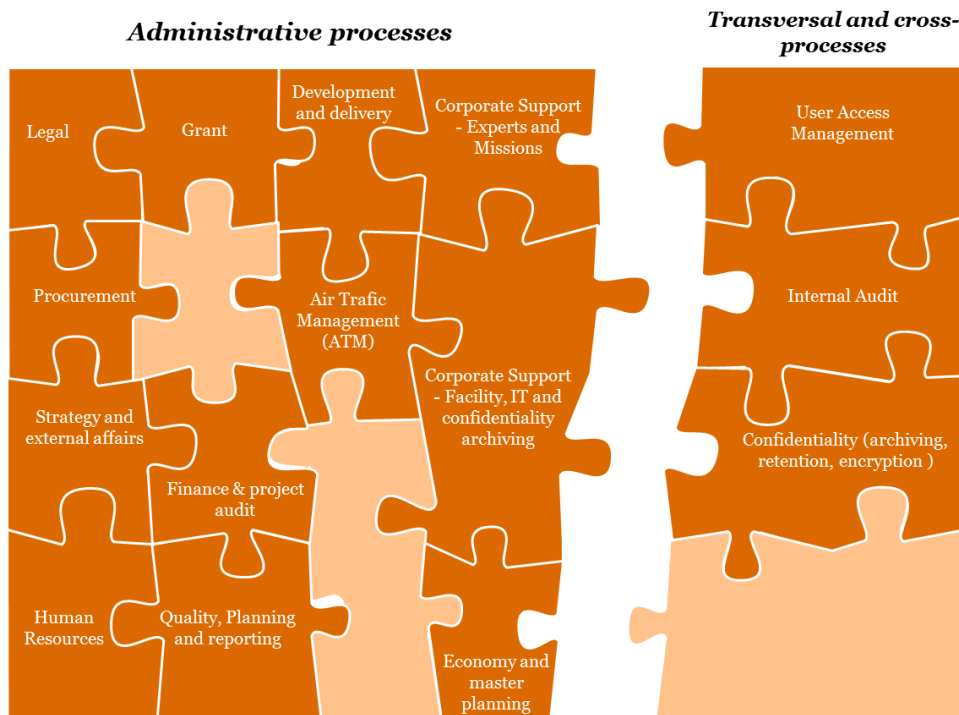 Administrative processes
Transversal and cross-
processes
Legal
Grant
Development
and delivery
Corporate Support
- Experts and
Missions
User Access
Management
Procurement
Air Trafic
Management
(ATM)
Internal Audit
Strategy and
external affairs
Finance & project
audit
Corporate Support
- Facility, IT and
confidentiality
archiving
Confidentiality (archiving,
retention, encryption )
Human
Resources
Quality, Planning
and reporting
Economy and
master
planning